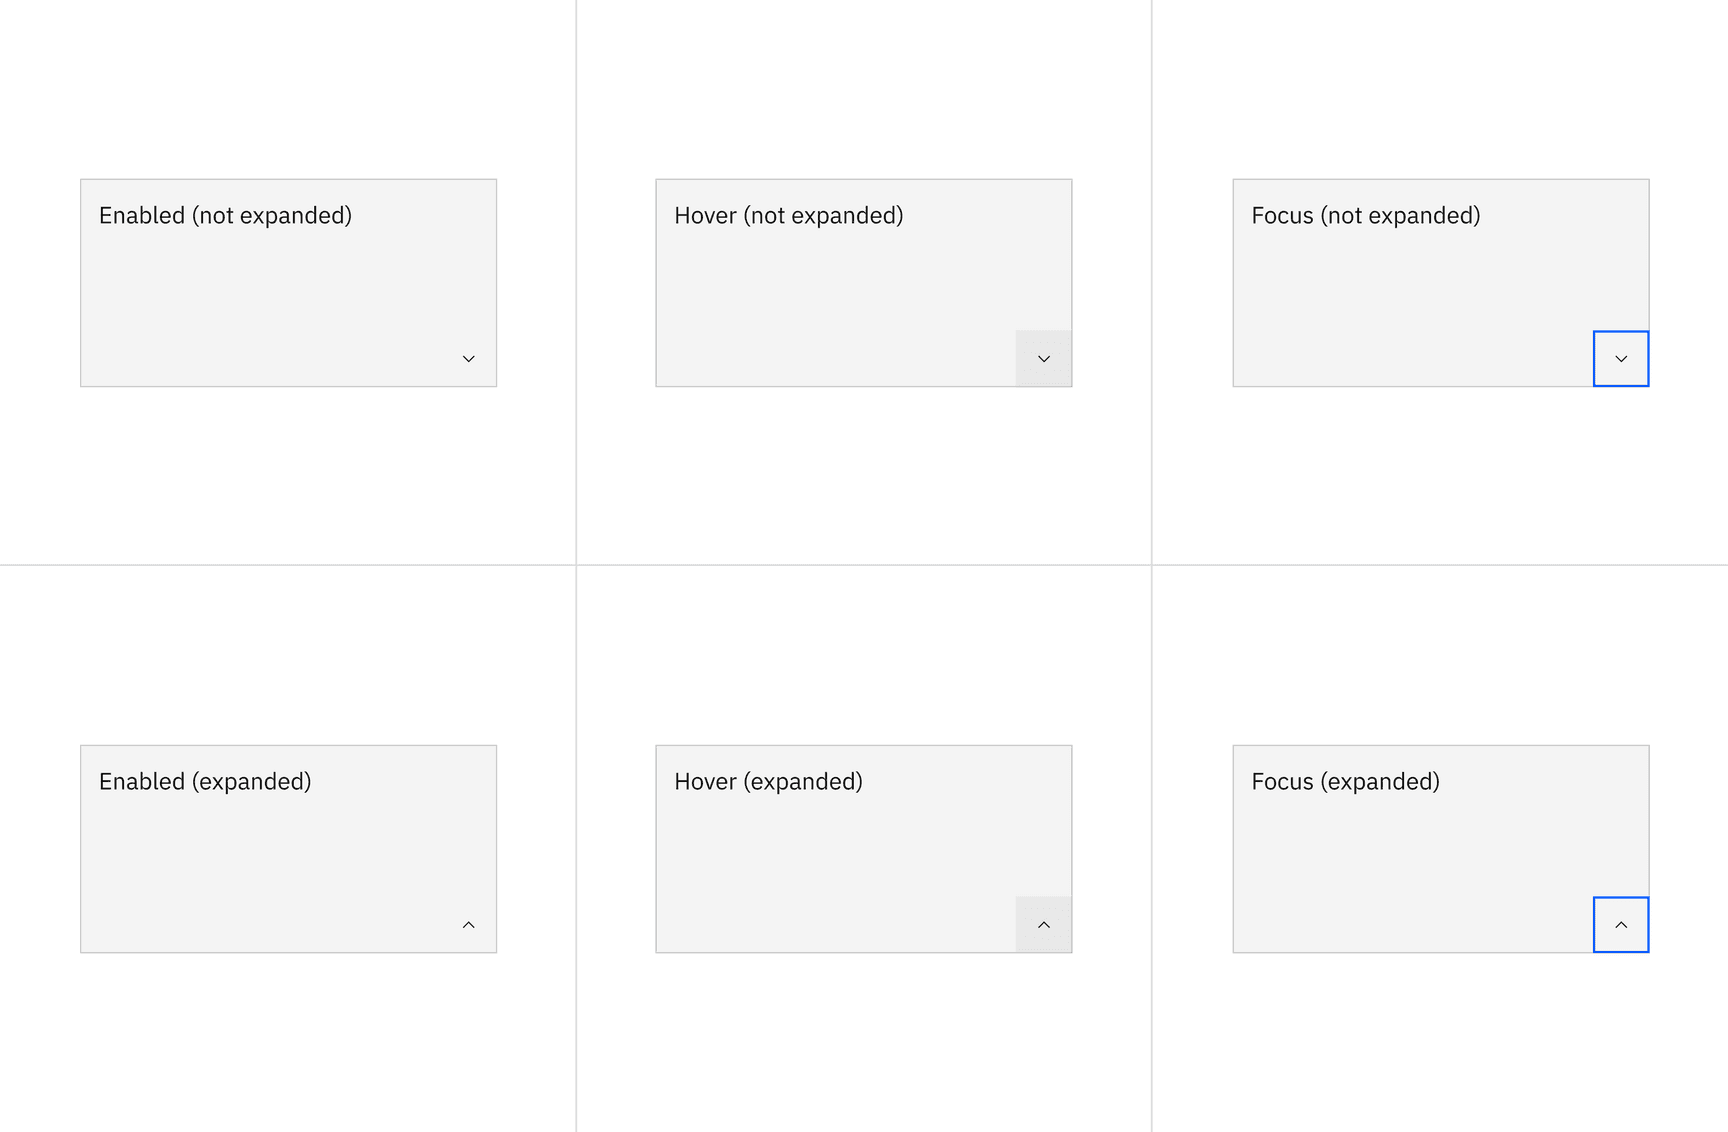 Enabled (not expanded)
Hover (not expanded)
Focus (not expanded)
Enabled (expanded)
Hover (expanded)
Focus (expanded)